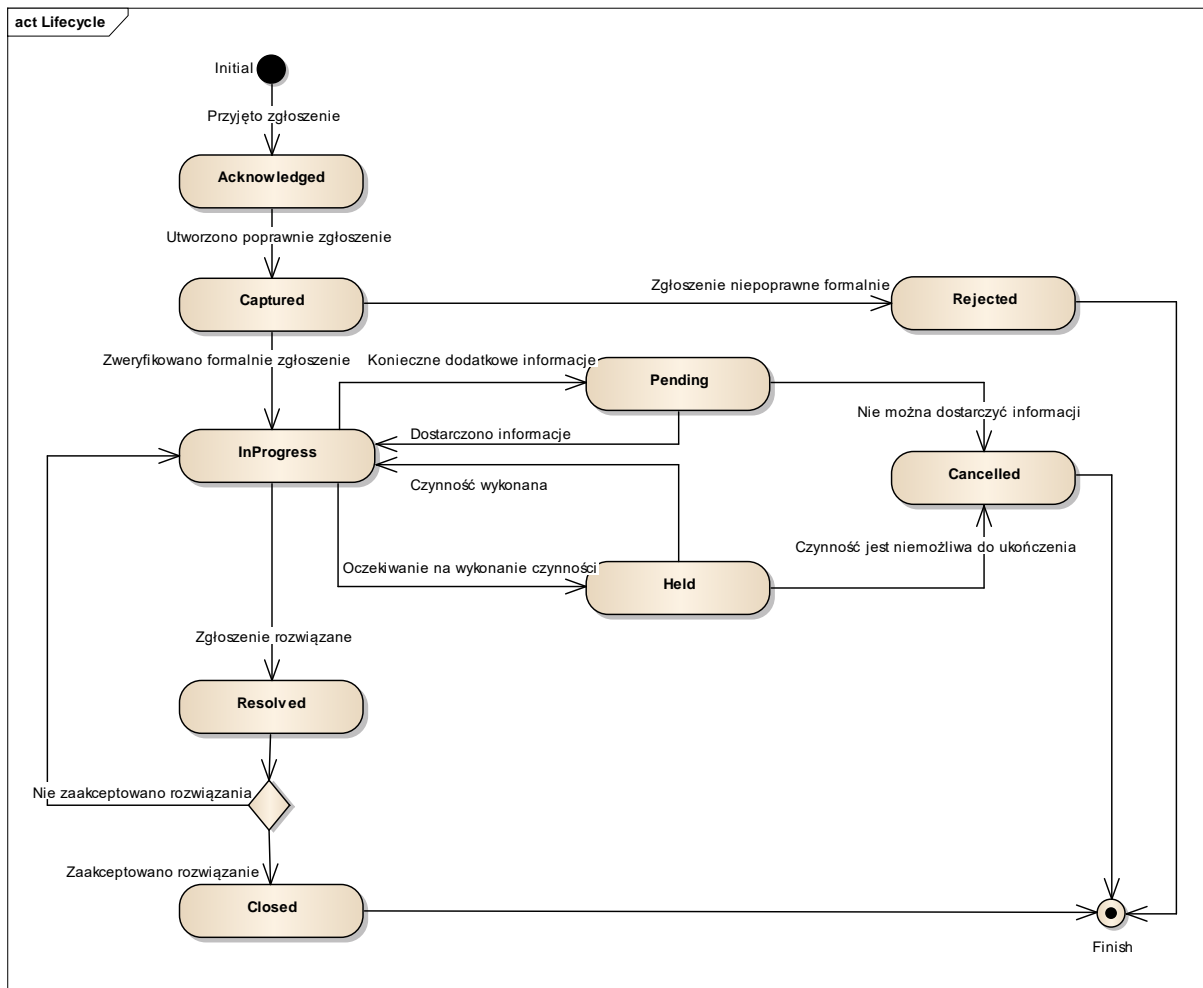 act Lifecycle
Initial
Przyjęto zgłoszenie
Acknowledged
Utworzono poprawnie zgłoszenie
Captured
Zgłoszenie niepoprawne formalnie
Rejected
Zweryfikowano formalnie zgłoszenie
Konieczne dodatkowe informacje
Pending
Nie można dostarczyć informacji
Dostarczono informacje
InProgress
Cancelled
Czynność wykonana
Czynność jest niemożliwa do ukończenia
Oczekiwanie na wykonanie czynności
Held
Zgłoszenie rozwiązane
Resolved
Nie zaakceptowano rozwiązania
Zaakceptowano rozwiązanie
Closed
Finish